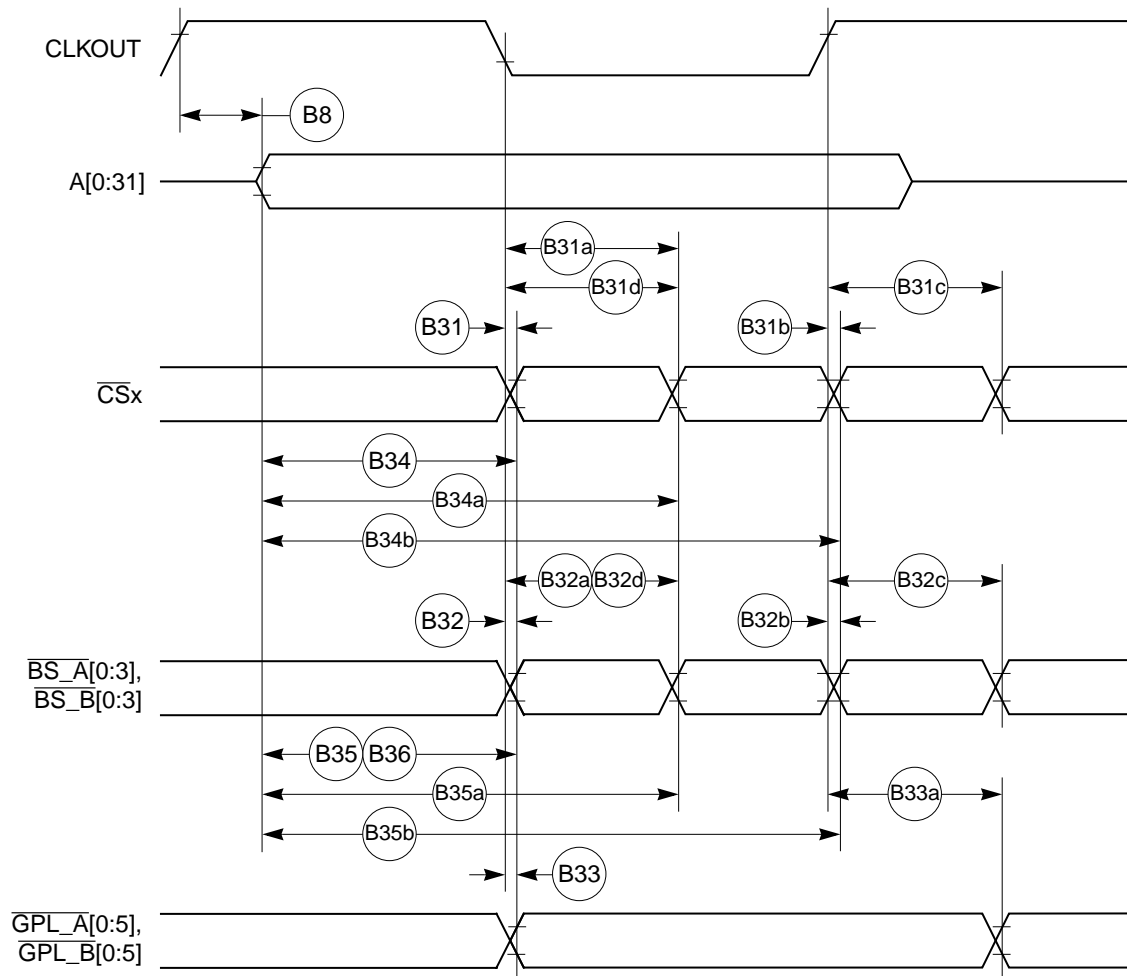 CLKOUT
B8
A[0:31]
B31a
B31d
B31c
B31
B31b
CSx
B34
B34a
B34b
B32a B32d
B32c
B32
B32b
BS_A[0:3],
BS_B[0:3]
B35 B36
B35a
B33a
B35b
B33
GPL_A[0:5],
GPL_B[0:5]